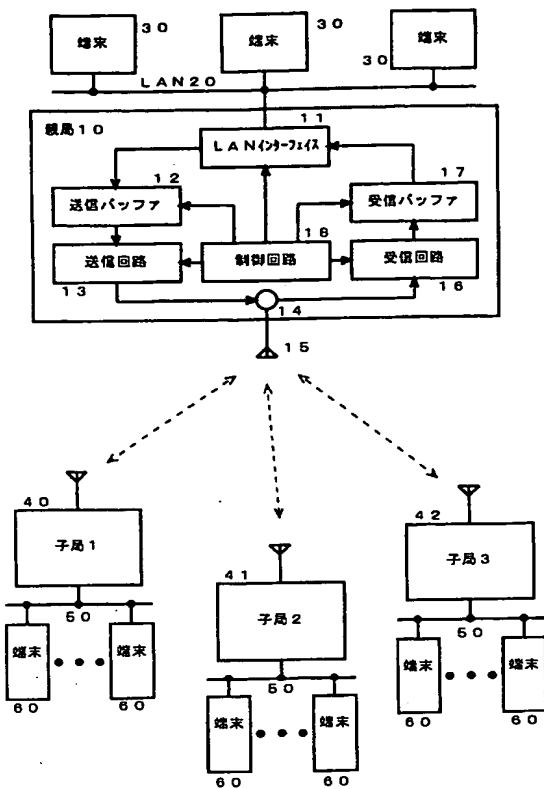 30 30
端末 端末 端末
30
LAN20
親局10 11
LANインターフェイス
12 17
送信バッファ 受信バッファ
18
送信回路 制御回路 受信回路
13 16
14
15
40 42
子局1 子局3
41
子局2
50 50
端末 端末 端末 端末
50
60 60 60 60
端末 端末
60 60